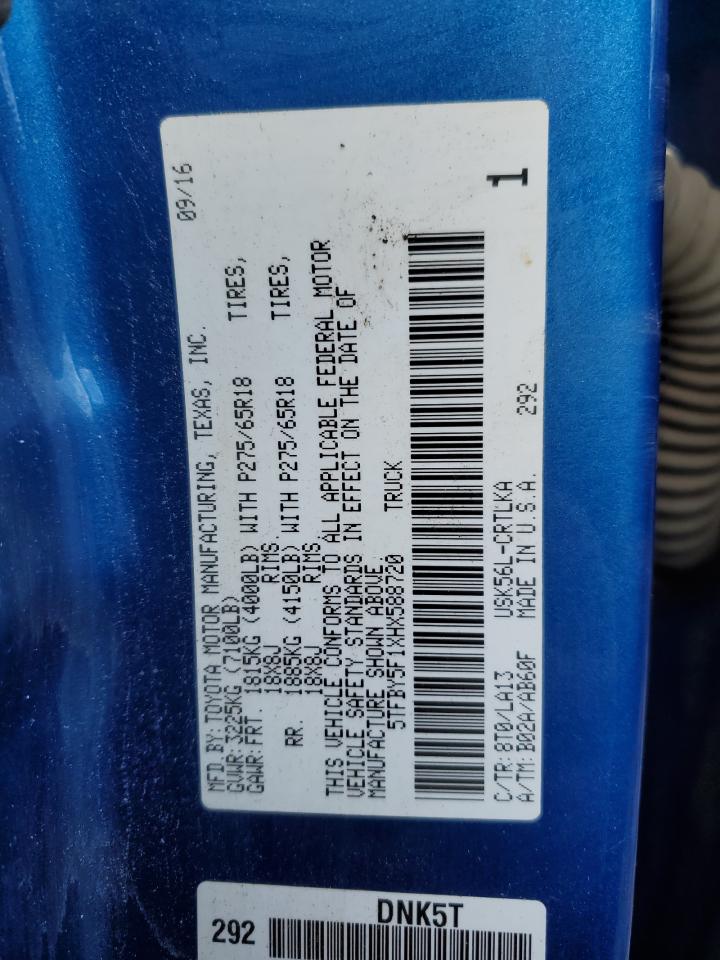 09/16
MFD.BY:TOYOTA MOTOR MANUFACTURING, TEXAS, INC.
GVWR:3225KG (7100LB)
GAWR:FRT. 1815KG (4000LB) WITH P275/65R18 TIRES,
18X8J RIMS.
RR. 1885KG (4150LB) WITH P275/65R18 TIRES,
18X8J RIMS.
THIS VEHICLE CONFORMS TO ALL APPLICABLE FEDERAL MOTOR
VEHICLE SAFETY STANDARDS IN EFFECT ON THE DATE OF
MANUFACTURE SHOWN ABOVE.
5TFBY5F1XHX588720 TRUCK
1
C/TR:8T0/LA13 USK56L-CRTLKA
A/TM:B02A/AB60F MADE IN U.S.A. 292
DNK5T
292